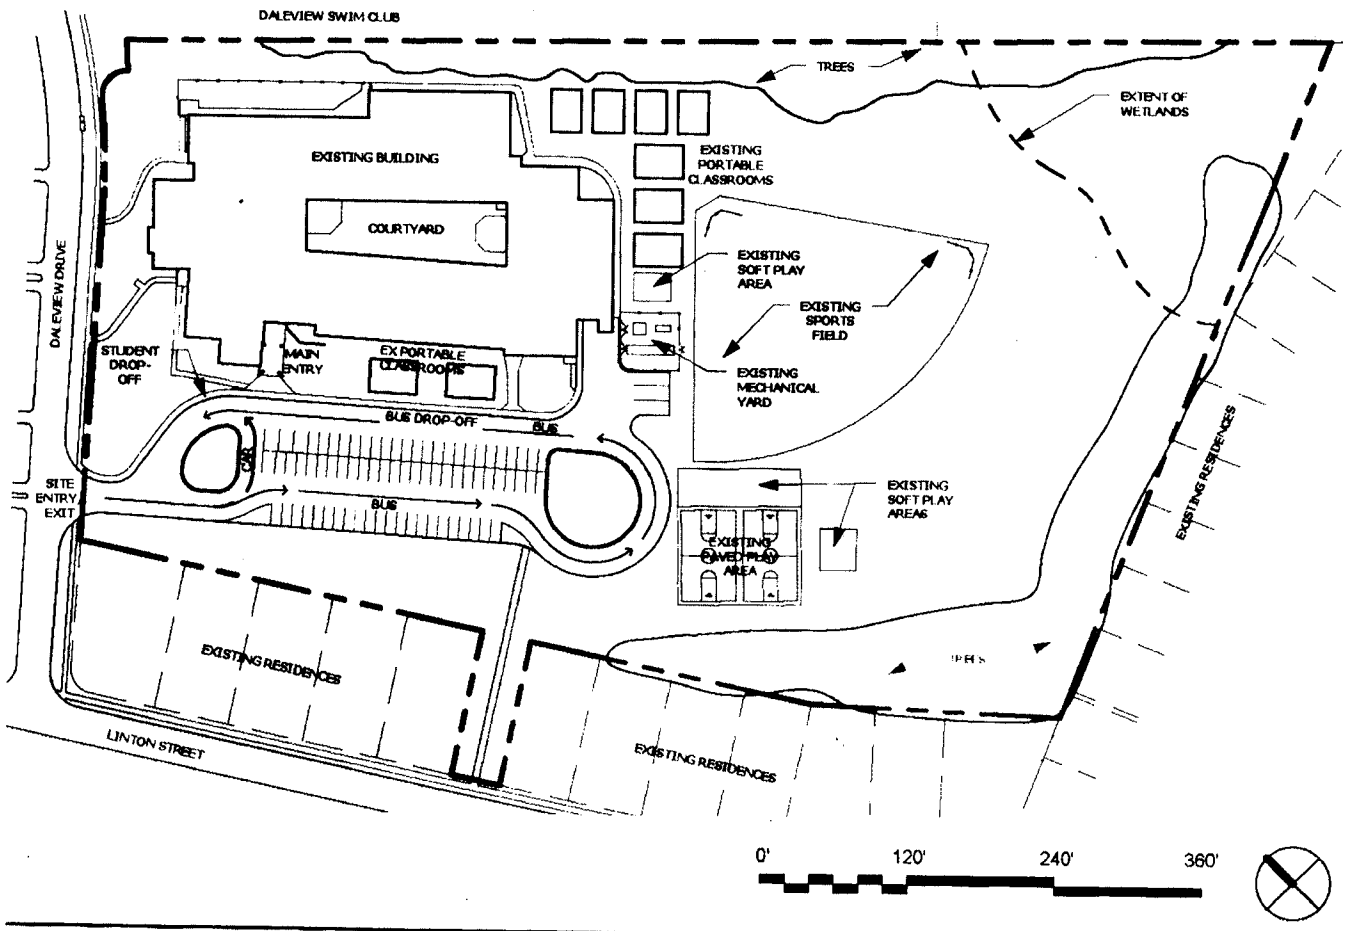 DALEVIEW SWIM CLUB
TREES
EXTENT OF
WETLANDS
EXISTING BUILDING
EXISTING
PORTABLE
CLASSROOMS
COURTYARD
DALEVIEW DRIVE
EXISTING
SOFT PLAY
AREA
EXISTING
SPORTS
FIELD
STUDENT
DROP-
OFF
MAIN
ENTRY
EX PORTABLE
CLASSROOMS
EXISTING
MECHANICAL
YARD
BUS DROP-OFF
BUS
CAR
SITE
ENTRY
EXIT
BUS
EXISTING
SOFT PLAY
AREAS
EXISTING RESIDENCES
EXISTING
PAVED PLAY
AREA
EXISTING RESIDENCES
TREES
LINTON STREET
EXISTING RESIDENCES
0' 120' 240' 360'